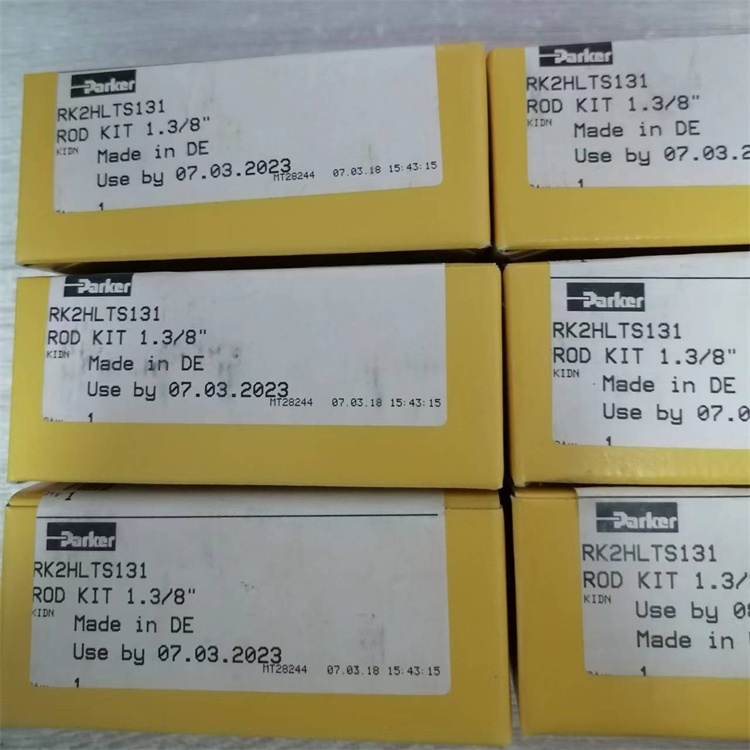 Parker
RK2HLTS131
ROD KIT 1.3/8"
KIDN
Made in DE
Use by 07.03.2023
MT28244 07.03.18 15:43:15
1
Parker
RK2HLTS131
ROD KIT 1.3/8"
KIDN
Made in DE
Use by 07.03.2
1
Parker
RK2HLTS131
ROD KIT 1.3/8"
KIDN
Made in DE
Use by 07.03.2023
MT28244 07.03.18 15:43:15
1
Parker
RK2HLTS131
ROD KIT 1.3/8"
KIDN
Made in DE
Use by 07.0
1
1
Parker
RK2HLTS131
ROD KIT 1.3/8"
KIDN
Made in DE
Use by 07.03.2023
MT28244 07.03.18 15:43:15
1
Parker
RK2HLTS131
ROD KIT 1.3/8
KIDN
Use by 0
Made in
1